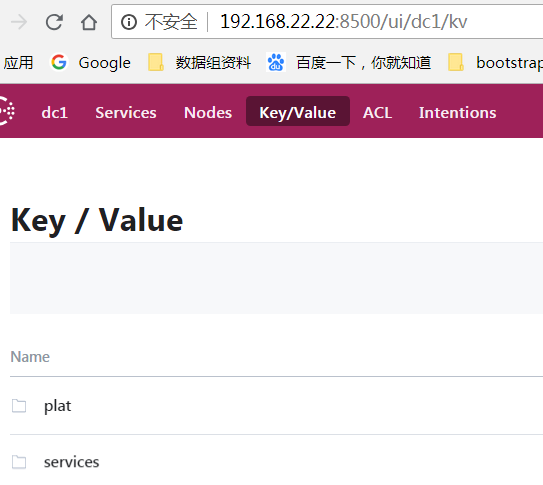 不安全 192.168.22.22:8500/ui/dc1/kv
应用 Google 数据组资料 百度一下，你就知道 bootstrap
dc1 Services Nodes Key/Value ACL Intentions
Key / Value
Name
plat
services